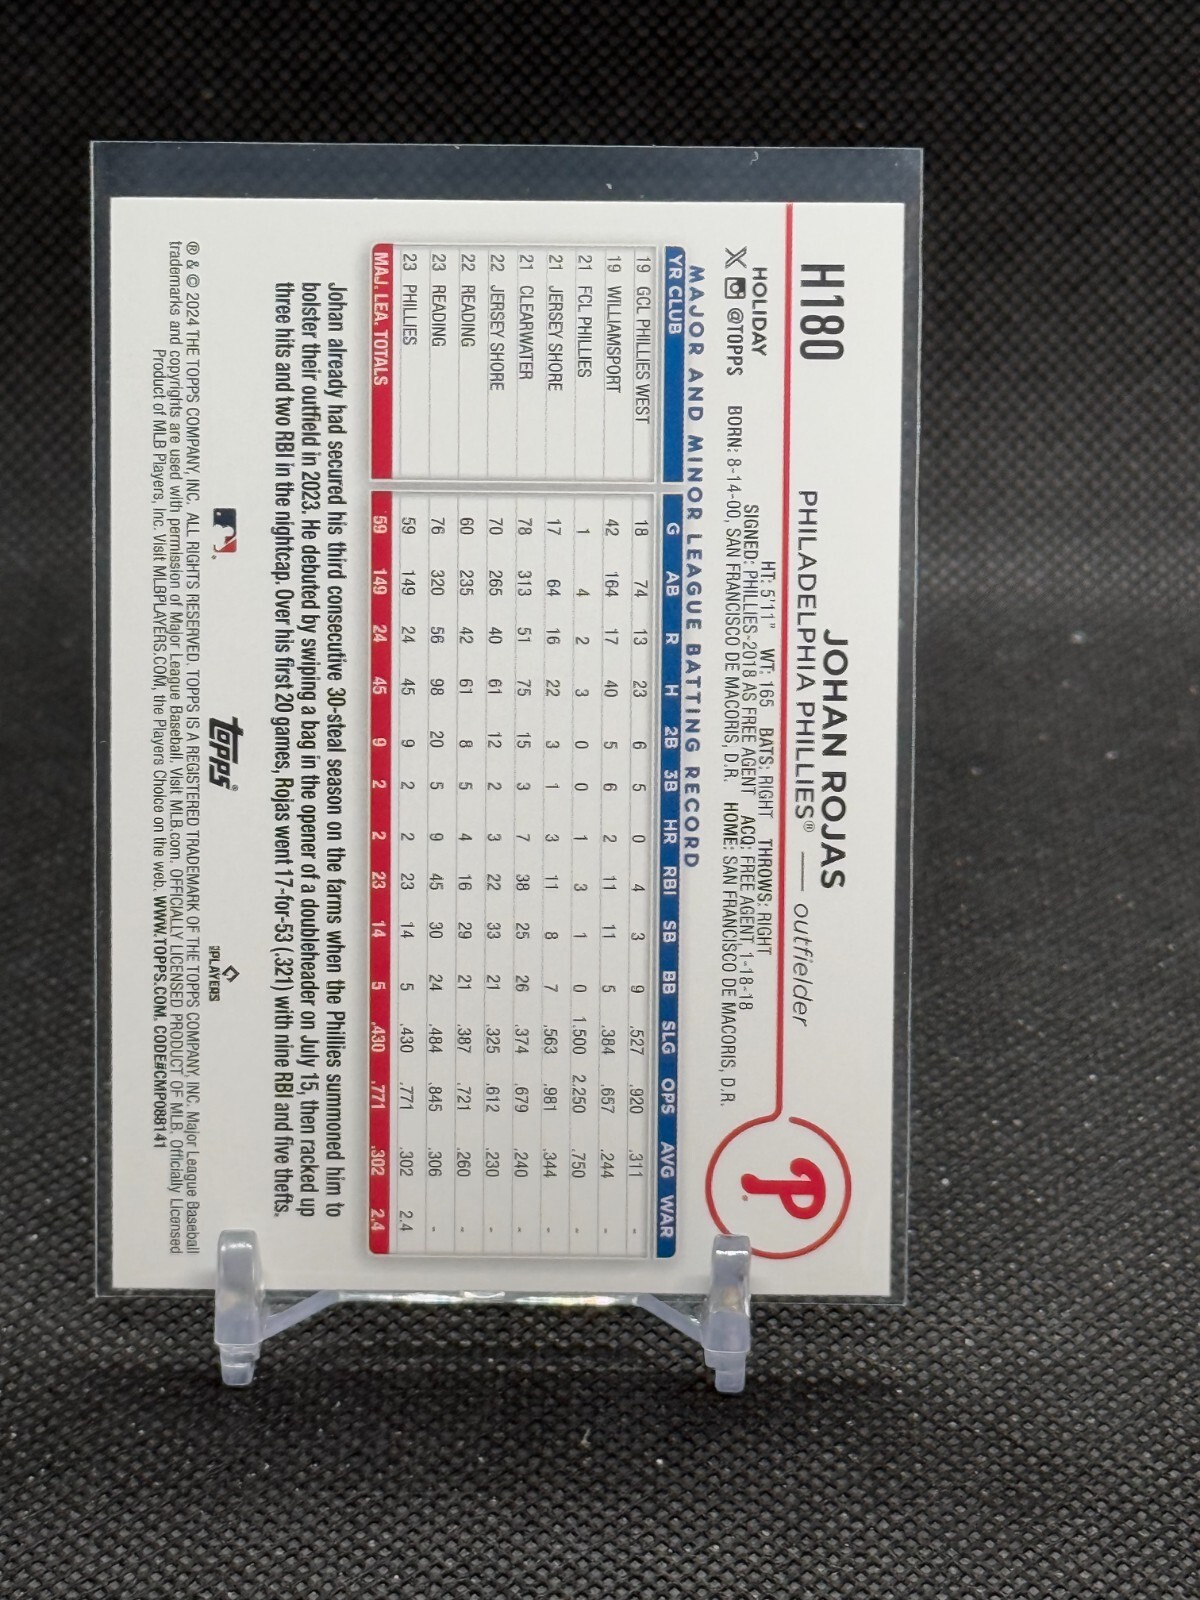 H180
JOHAN ROJAS
PHILADELPHIA PHILLIES® — outfielder
HOLIDAY
HT: 5'11" WT: 165 BATS: RIGHT THROWS: RIGHT
SIGNED: PHILLIES-2018 AS FREE AGENT ACQ: FREE AGENT, 1-18-18
X @TOPPS BORN: 8-14-00, SAN FRANCISCO DE MACORIS, D.R. HOME: SAN FRANCISCO DE MACORIS, D.R.
MAJOR AND MINOR LEAGUE BATTING RECORD
YR CLUB G AB R H 2B 3B HR RBI SB BB SLG OPS AVG WAR
19 GCL PHILLIES WEST 18 74 13 23 6 5 0 4 3 9 .527 .920 .311 -
19 WILLIAMSPORT 42 164 17 40 5 6 2 11 11 5 .384 .657 .244 -
21 FCL PHILLIES 1 4 2 3 0 0 1 3 1 0 1.500 2.250 .750 -
21 JERSEY SHORE 17 64 16 22 3 1 3 11 8 7 .563 .981 .344 -
21 CLEARWATER 78 313 51 75 15 3 7 38 25 26 .374 .679 .240 -
22 JERSEY SHORE 70 265 40 61 12 2 3 22 33 21 .325 .612 .230 -
22 READING 60 235 42 61 8 5 4 16 29 21 .387 .721 .260 -
23 READING 76 320 56 98 20 5 9 45 30 24 .484 .845 .306 -
23 PHILLIES 59 149 24 45 9 2 2 23 14 5 .430 .771 .302 2.4
MAJ. LEA. TOTALS 59 149 24 45 9 2 2 23 14 5 .430 .771 .302 2.4
Johan already had secured his third consecutive 30-steal season on the farms when the Phillies summoned him to
bolster their outfield in 2023. He debuted by swiping a bag in the opener of a doubleheader on July 15, then racked up
three hits and two RBI in the nightcap. Over his first 20 games, Rojas went 17-for-53 (.321) with nine RBI and five thefts.
topps®
PLAYERS
® & © 2024 THE TOPPS COMPANY, INC. ALL RIGHTS RESERVED. TOPPS IS A REGISTERED TRADEMARK OF THE TOPPS COMPANY, INC. Major League Baseball
trademarks and copyrights are used with permission of Major League Baseball. Visit MLB.com. OFFICIALLY LICENSED PRODUCT OF MLB. Officially Licensed
Product of MLB Players, Inc. Visit MLBPLAYERS.COM, the Players Choice on the web. WWW.TOPPS.COM. CODE#CMP088141